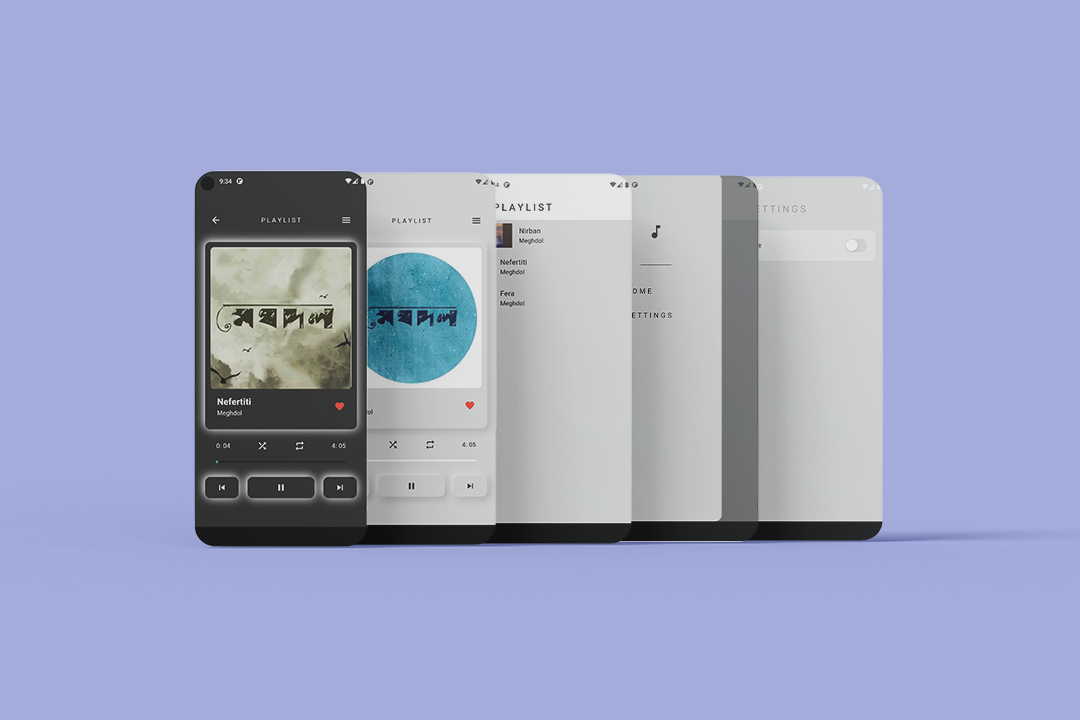 9:34
PLAYLIST
মেঘদল
Nefertiti
Meghdol
0:04
4:05
PLAYLIST
মেঘদল
4:05
PLAYLIST
Nirban
Meghdol
Nefertiti
Meghdol
Fera
Meghdol
OME
ETTINGS
ETTINGS